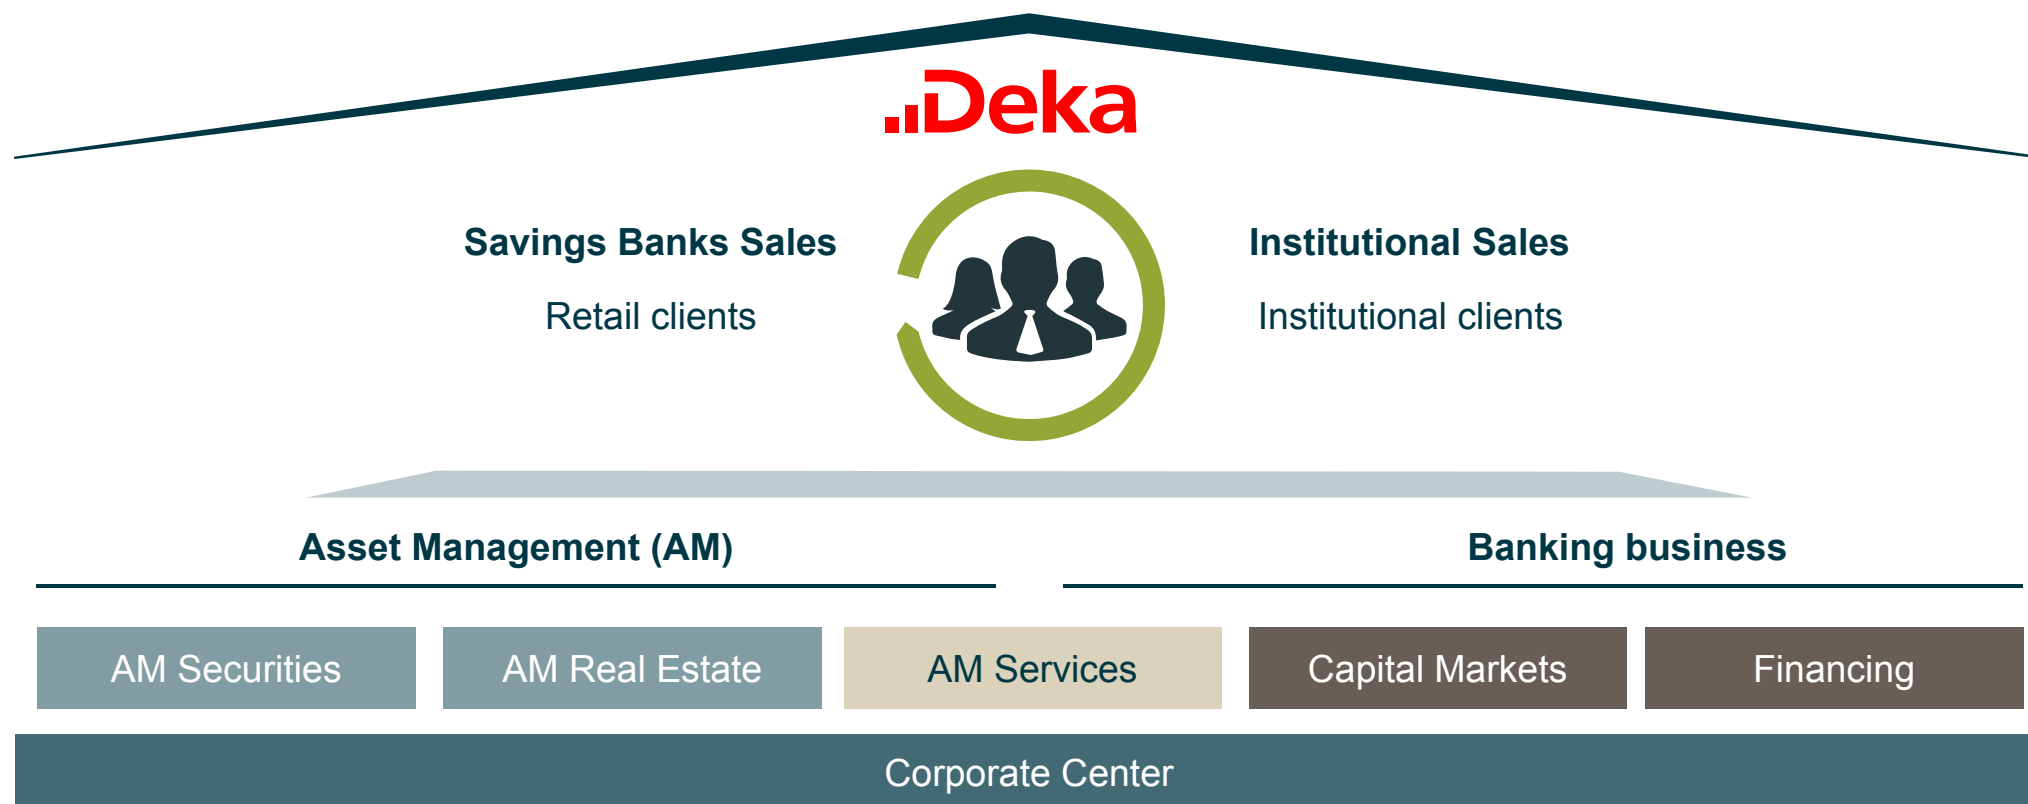 Deka
Savings Banks Sales
Institutional Sales
Retail clients
Institutional clients
Asset Management (AM)
Banking business
AM Securities
AM Real Estate
AM Services
Capital Markets
Financing
Corporate Center